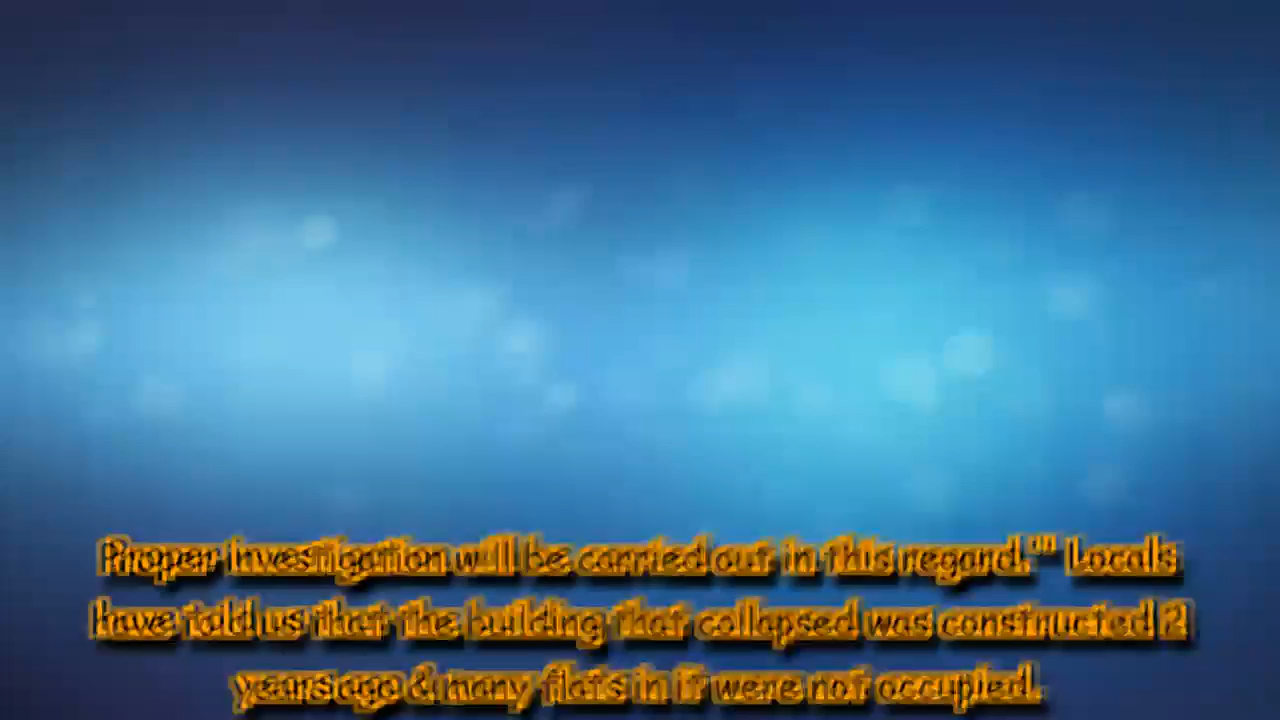 Proper investigation will be carried out in this regard.'" Locals
have told us that the building that collapsed was constructed 2
years ago & many flats in it were not occupied.